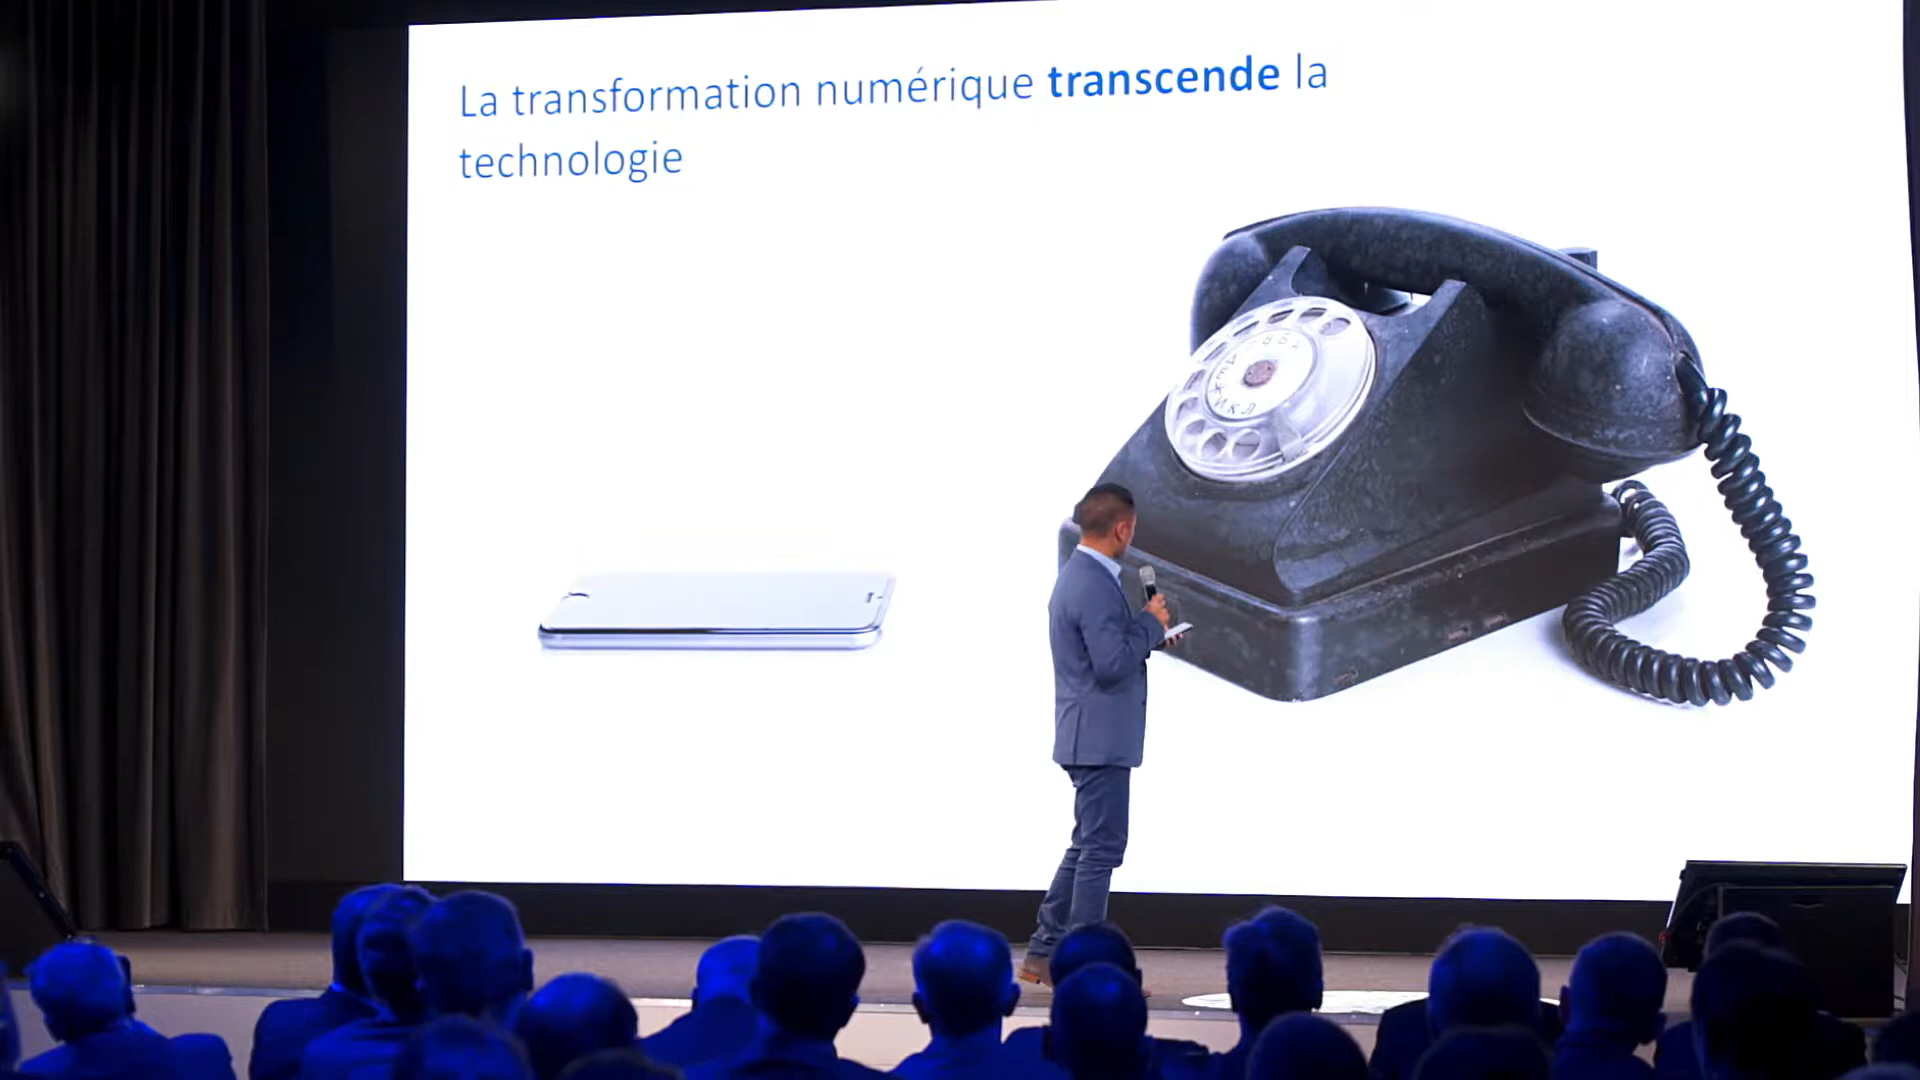 La transformation numérique transcende la
technologie